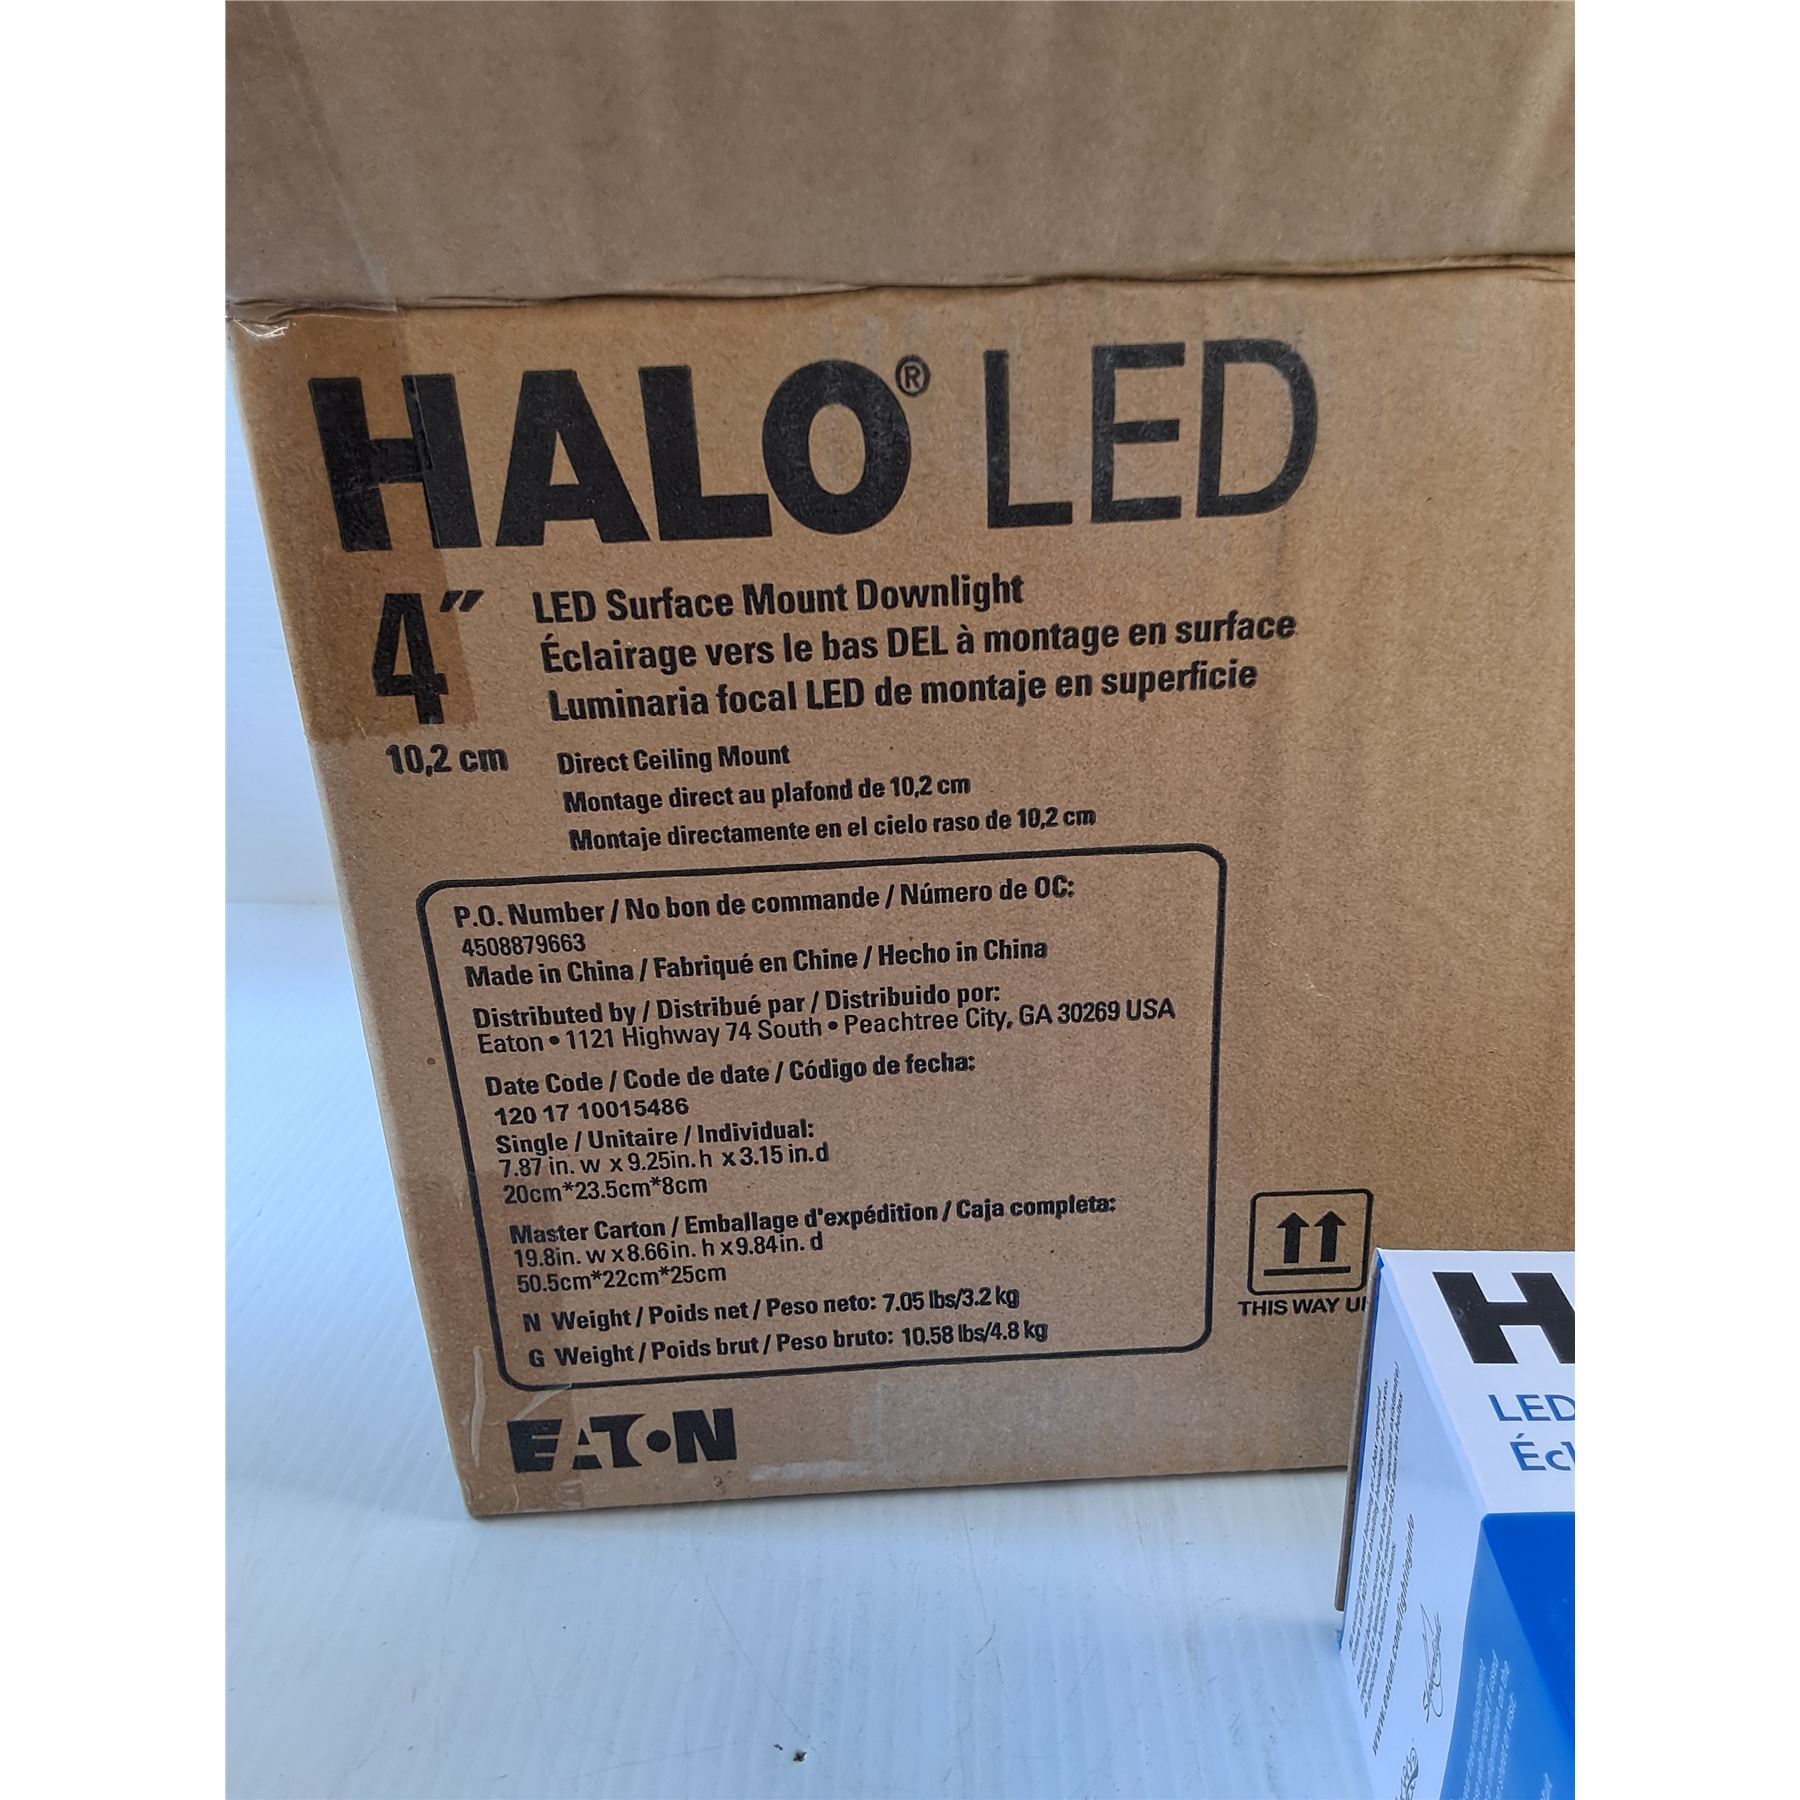 HALO® LED
4"
LED Surface Mount Downlight
Éclairage vers le bas DEL à montage en surface
Luminaria focal LED de montaje en superficie
10,2 cm
Direct Ceiling Mount
Montage direct au plafond de 10,2 cm
Montaje directamente en el cielo raso de 10,2 cm
P.O. Number / No bon de commande / Número de OC:
4508879663
Made in China / Fabriqué en Chine / Hecho in China
Distributed by / Distribué par / Distribuido por:
Eaton • 1121 Highway 74 South • Peachtree City, GA 30269 USA
Date Code / Code de date / Código de fecha:
120 17 10015486
Single / Unitaire / Individual:
7.87 in. w x 9.25in. h x 3.15 in.d
20cm*23.5cm*8cm
Master Carton / Emballage d'expédition / Caja completa:
19.8in. w x 8.66in. h x 9.84in. d
50.5cm*22cm*25cm
N Weight / Poids net / Peso neto: 7.05 lbs/3.2 kg
G Weight / Poids brut / Peso bruto: 10.58 lbs/4.8 kg
EATON
THIS WAY U
H
LED
Écl
www.eaton.com/lightinginfo